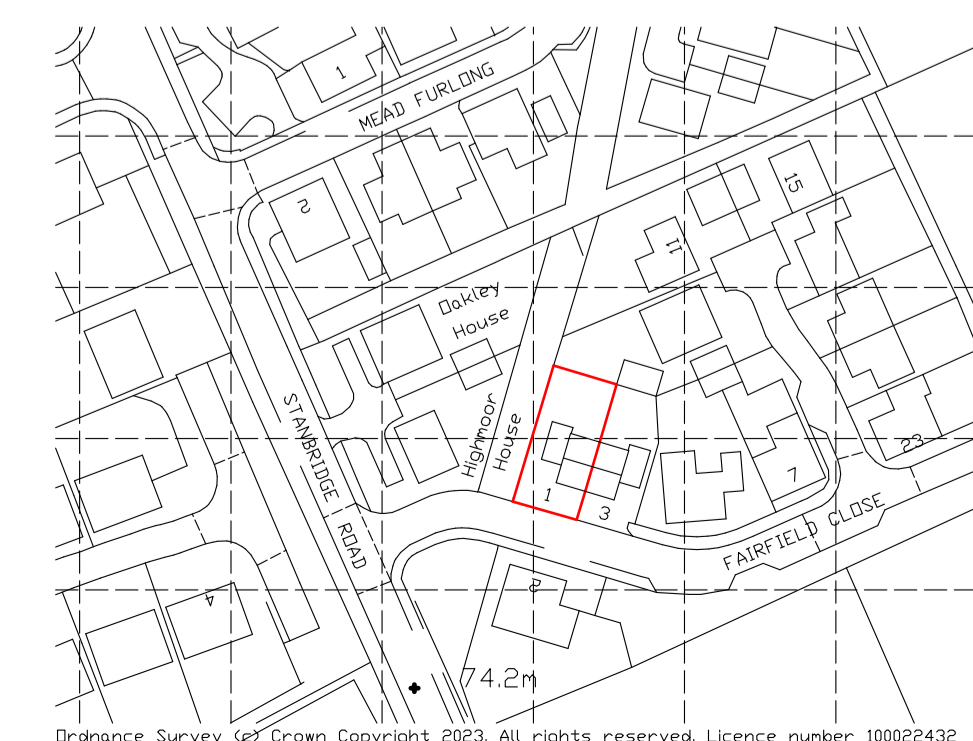 1
MEAD FURLONG
2
15
11
Oakley
House
STANBRIDGE ROAD
Highmoor
House
1
3
7
23
FAIRFIELD CLOSE
2
4
74.2m
Ordnance Survey (c) Crown Copyright 2023. All rights reserved. Licence number 100022432